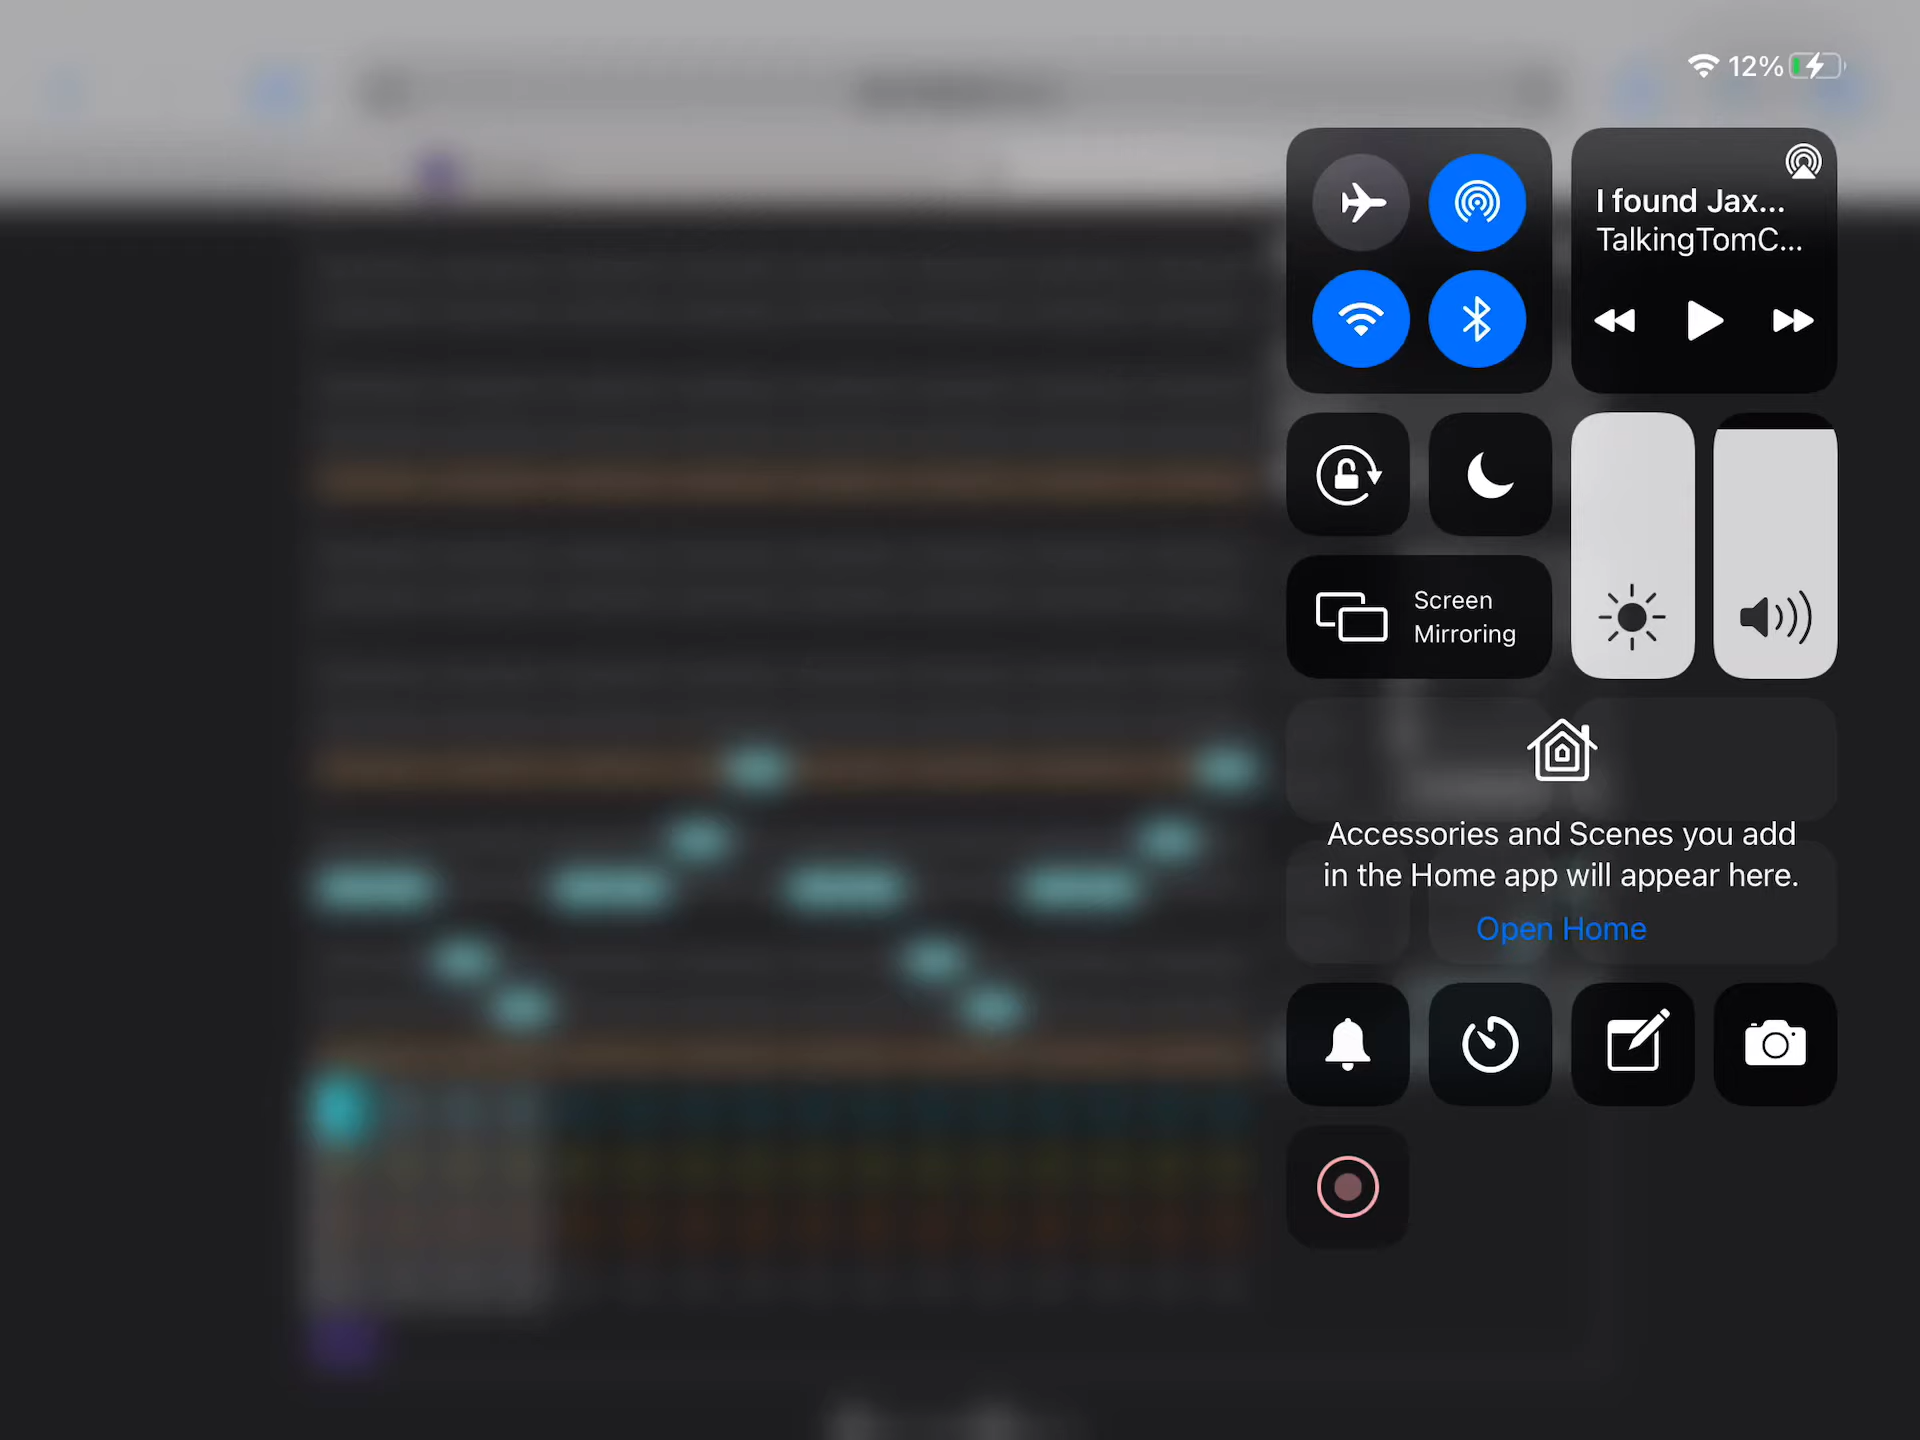 12%
I found Jax...
TalkingTomC...
Screen
Mirroring
Accessories and Scenes you add
in the Home app will appear here.
Open Home